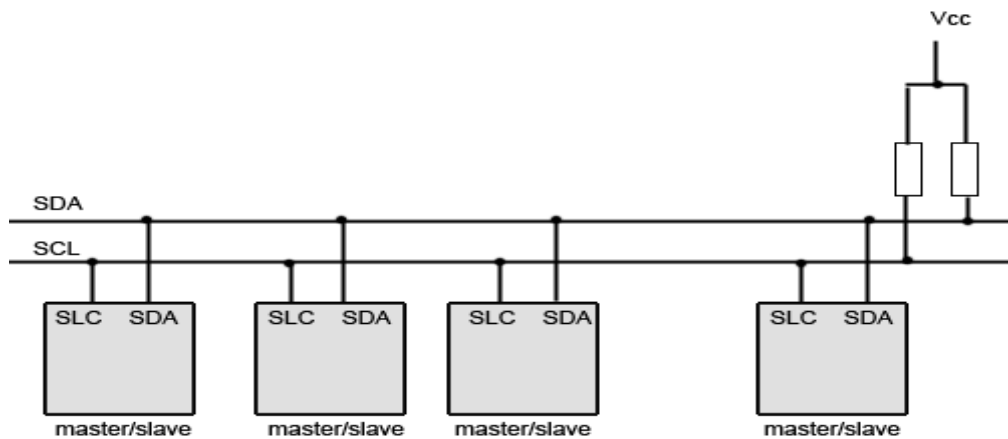 Vcc
SDA
SCL
SLC SDA
SLC SDA
SLC SDA
SLC SDA
master/slave
master/slave
master/slave
master/slave